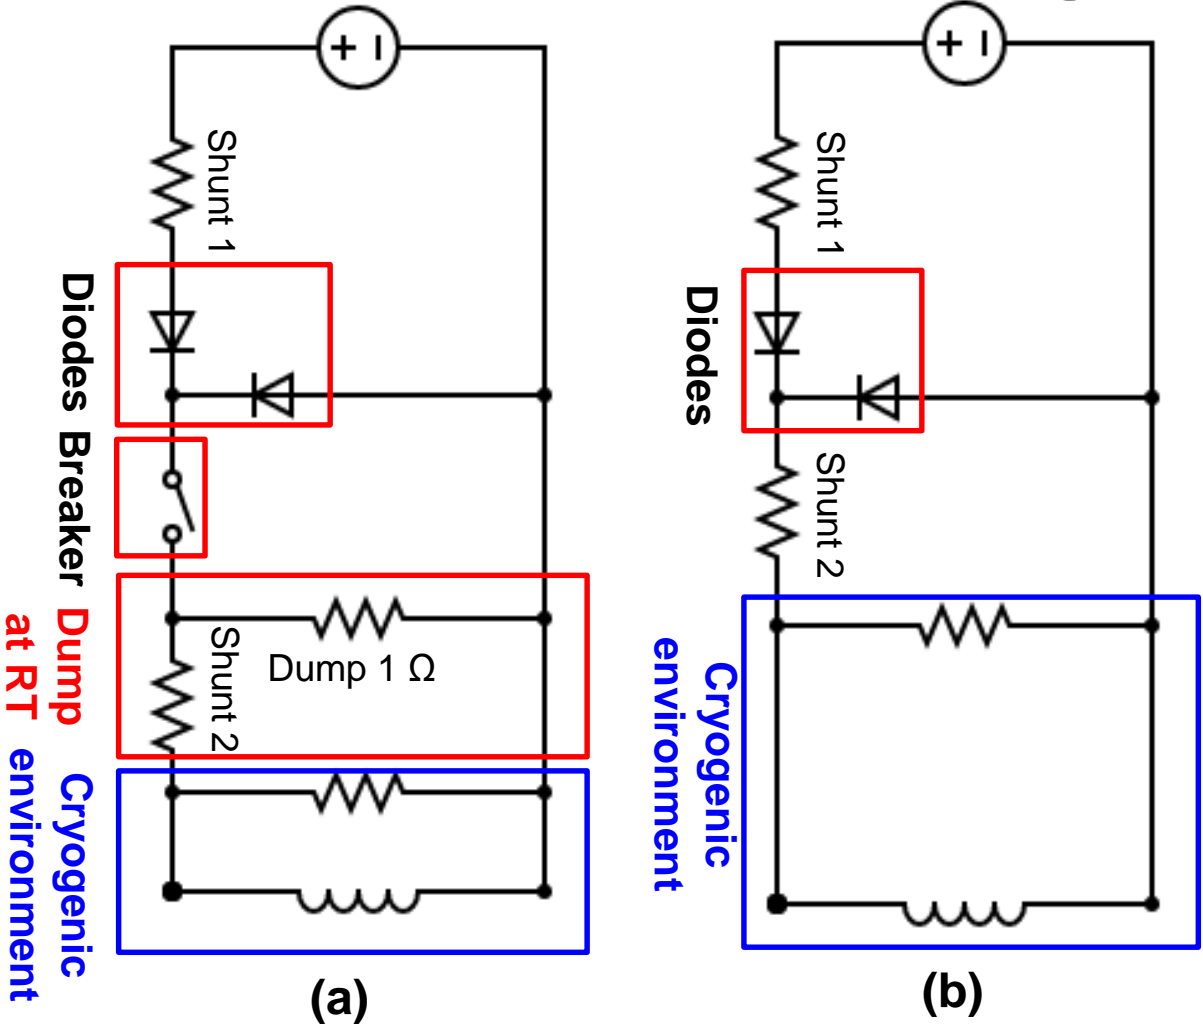 + −
Shunt 1
Diodes
Breaker
Dump
at RT
Dump 1 Ω
Shunt 2
Cryogenic
environment
(a)
+ −
Shunt 1
Diodes
Shunt 2
Cryogenic
environment
(b)